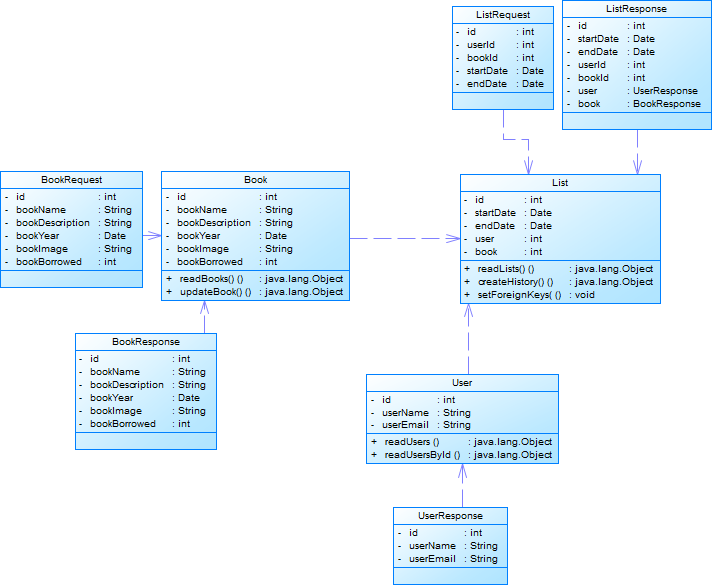 ListRequest
- id : int
- userId : int
- bookId : int
- startDate : Date
- endDate : Date
ListResponse
- id : int
- startDate : Date
- endDate : Date
- userId : int
- bookId : int
- user : UserResponse
- book : BookResponse
BookRequest
- id : int
- bookName : String
- bookDescription : String
- bookYear : Date
- bookImage : String
- bookBorrowed : int
Book
- id : int
- bookName : String
- bookDescription : String
- bookYear : Date
- bookImage : String
- bookBorrowed : int
+ readBooks() () : java.lang.Object
+ updateBook() () : java.lang.Object
List
- id : int
- startDate : Date
- endDate : Date
- user : int
- book : int
+ readLists() () : java.lang.Object
+ createHistory() () : java.lang.Object
+ setForeignKeys( () : void
BookResponse
- id : int
- bookName : String
- bookDescription : String
- bookYear : Date
- bookImage : String
- bookBorrowed : int
User
- id : int
- userName : String
- userEmail : String
+ readUsers () : java.lang.Object
+ readUsersById () : java.lang.Object
UserResponse
- id : int
- userName : String
- userEmail : String